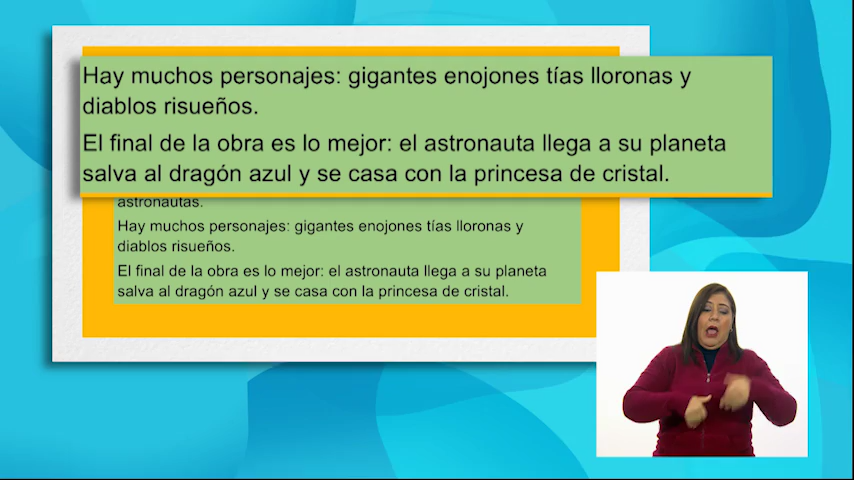 Hay muchos personajes: gigantes enojones tías lloronas y
diablos risueños.
El final de la obra es lo mejor: el astronauta llega a su planeta
salva al dragón azul y se casa con la princesa de cristal.
astronautas.
Hay muchos personajes: gigantes enojones tías lloronas y
diablos risueños.
El final de la obra es lo mejor: el astronauta llega a su planeta
salva al dragón azul y se casa con la princesa de cristal.